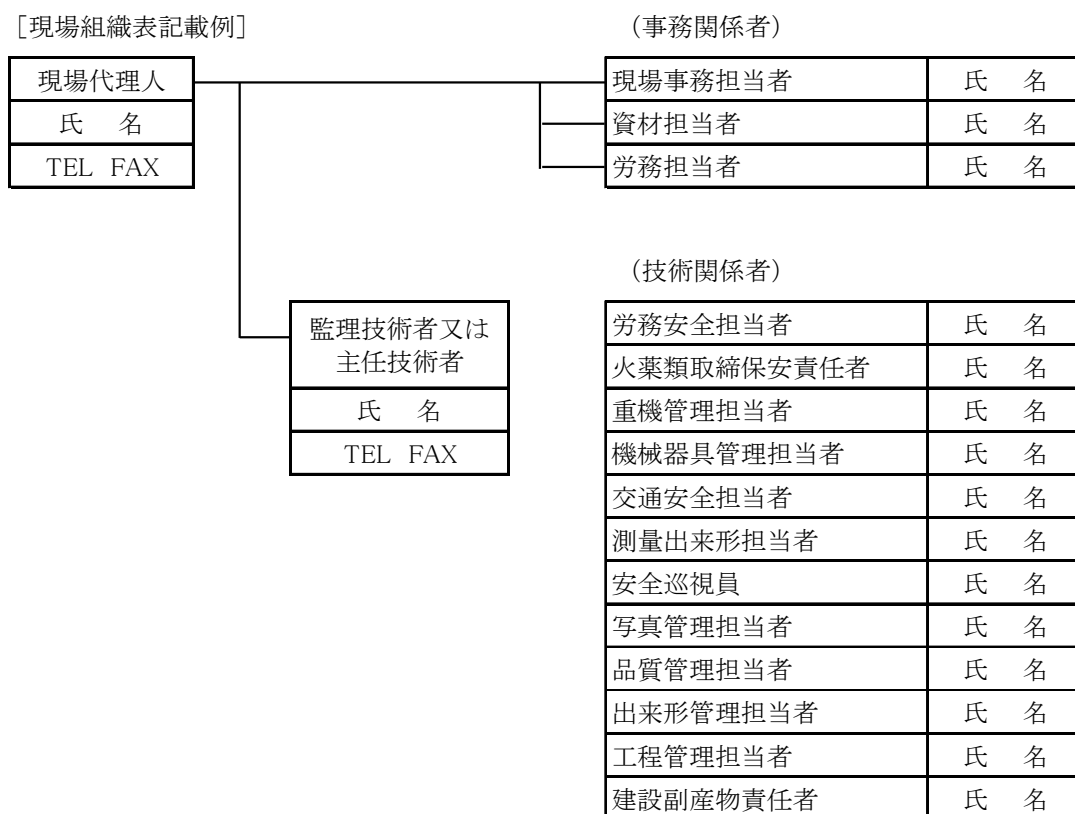 ［現場組織表記載例］
（事務関係者）
現場代理人
氏　名
TEL FAX
現場事務担当者　氏　名
資材担当者　氏　名
労務担当者　氏　名
（技術関係者）
監理技術者又は
主任技術者
氏　名
TEL FAX
労務安全担当者　氏　名
火薬類取締保安責任者　氏　名
重機管理担当者　氏　名
機械器具管理担当者　氏　名
交通安全担当者　氏　名
測量出来形担当者　氏　名
安全巡視員　氏　名
写真管理担当者　氏　名
品質管理担当者　氏　名
出来形管理担当者　氏　名
工程管理担当者　氏　名
建設副産物責任者　氏　名